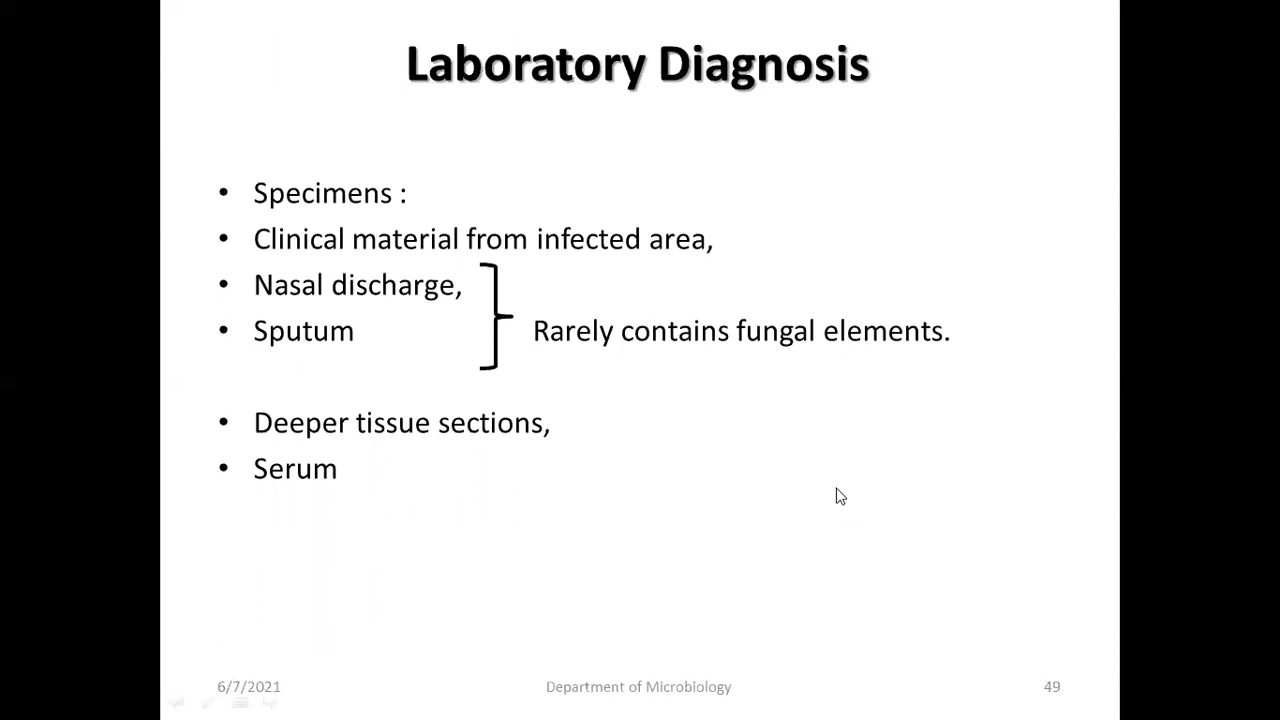 Laboratory Diagnosis
• Specimens :
• Clinical material from infected area,
• Nasal discharge,
• Sputum
Rarely contains fungal elements.
• Deeper tissue sections,
• Serum
6/7/2021
Department of Microbiology
49